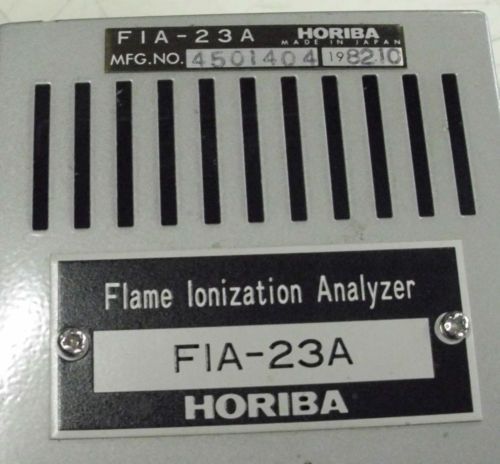 FIA-23A HORIBA
MADE IN JAPAN
MFG.NO. 4501404 198210
Flame Ionization Analyzer
FIA-23A
HORIBA